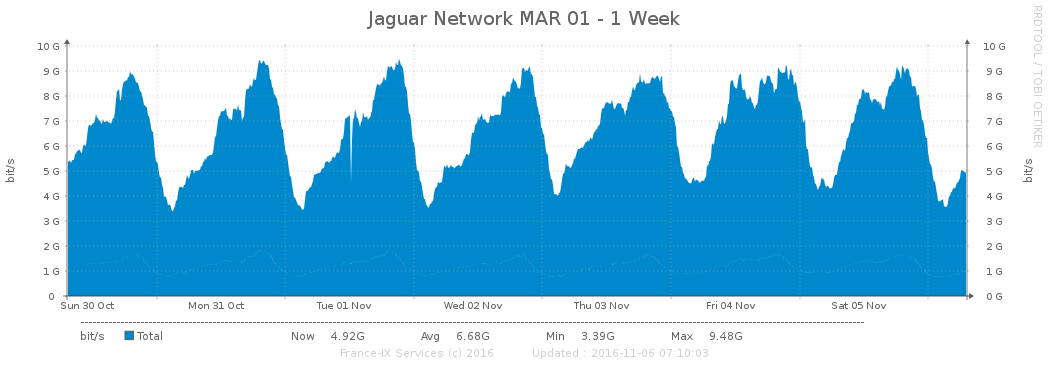 Jaguar Network MAR 01 - 1 Week
RRDTOOL / TOBI OETIKER
bit/s
10 G
9 G
8 G
7 G
6 G
5 G
4 G
3 G
2 G
1 G
0
10 G
9 G
8 G
7 G
6 G
5 G
4 G
3 G
2 G
1 G
0 G
bit/s
Sun 30 Oct Mon 31 Oct Tue 01 Nov Wed 02 Nov Thu 03 Nov Fri 04 Nov Sat 05 Nov
bit/s Total Now 4.92G Avg 6.68G Min 3.39G Max 9.48G
France-IX Services (c) 2016 Updated : 2016-11-06 07:10:03